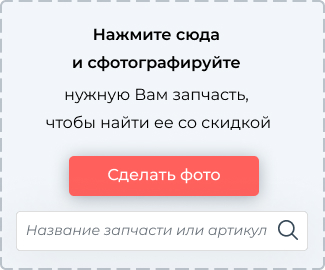 Нажмите сюда
и сфотографируйте
нужную Вам запчасть,
чтобы найти ее со скидкой
Сделать фото
Название запчасти или артикул